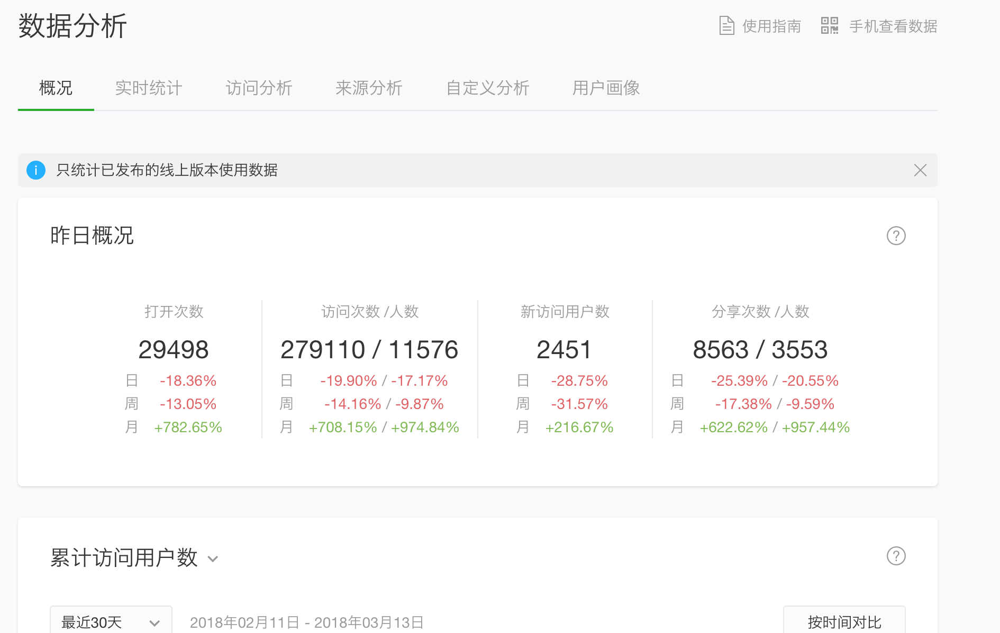 数据分析
使用指南 手机查看数据
概况 实时统计 访问分析 来源分析 自定义分析 用户画像
只统计已发布的线上版本使用数据
昨日概况
打开次数 访问次数 /人数 新访问用户数 分享次数 /人数
29498 279110 / 11576 2451 8563 / 3553
日 -18.36% 日 -19.90% / -17.17% 日 -28.75% 日 -25.39% / -20.55%
周 -13.05% 周 -14.16% / -9.87% 周 -31.57% 周 -17.38% / -9.59%
月 +782.65% 月 +708.15% / +974.84% 月 +216.67% 月 +622.62% / +957.44%
累计访问用户数
最近30天 2018年02月11日 - 2018年03月13日 按时间对比